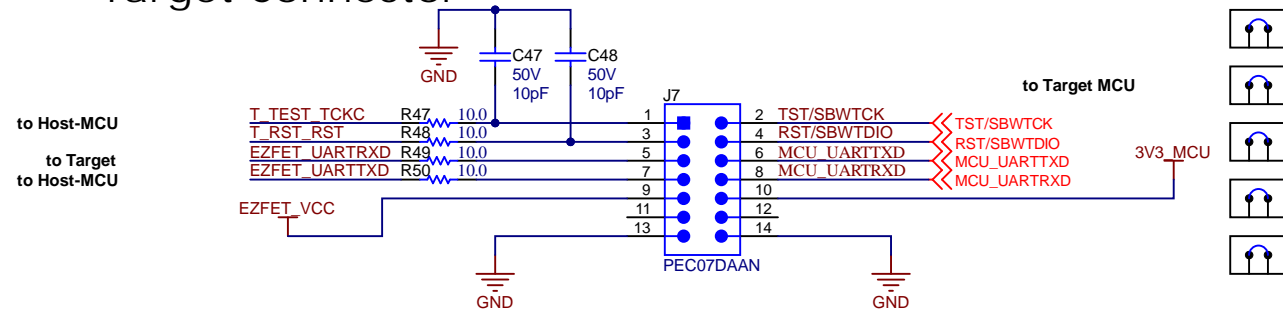 Target connector
C47
50V
10pF
C48
50V
10pF
GND
to Target MCU
J7
to Host-MCU
T_TEST_TCKC R47 10.0 1 2 TST/SBWTCK TST/SBWTCK
T_RST_RST R48 10.0 3 4 RST/SBWTDIO RST/SBWTDIO
to Target EZFET_UARTRXD R49 10.0 5 6 MCU_UARTTXD MCU_UARTTXD 3V3_MCU
to Host-MCU EZFET_UARTTXD R50 10.0 7 8 MCU_UARTRXD MCU_UARTRXD
9 10
EZFET_VCC 11 12
13 14
PEC07DAAN
GND GND